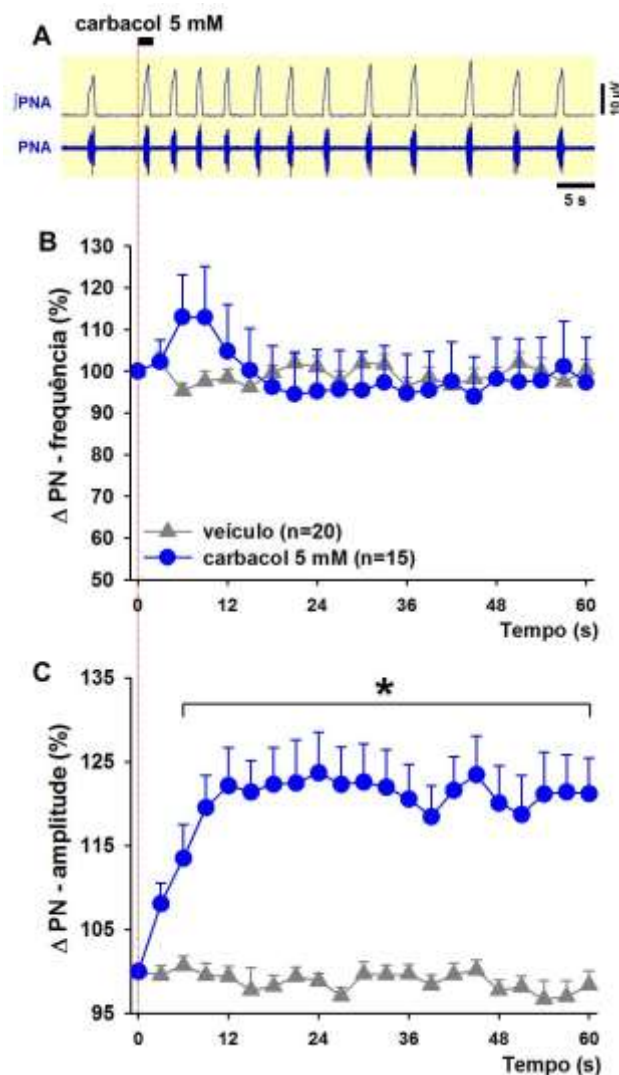 carbacol 5 mM
A
∫PNA
10 µV
PNA
5 s
B
130
120
110
100
90
80
70
60
50
Δ PN - frequência (%)
veículo (n=20)
carbacol 5 mM (n=15)
0 12 24 36 48 60
Tempo (s)
C
135
125
115
105
95
Δ PN - amplitude (%)
*
0 12 24 36 48 60
Tempo (s)